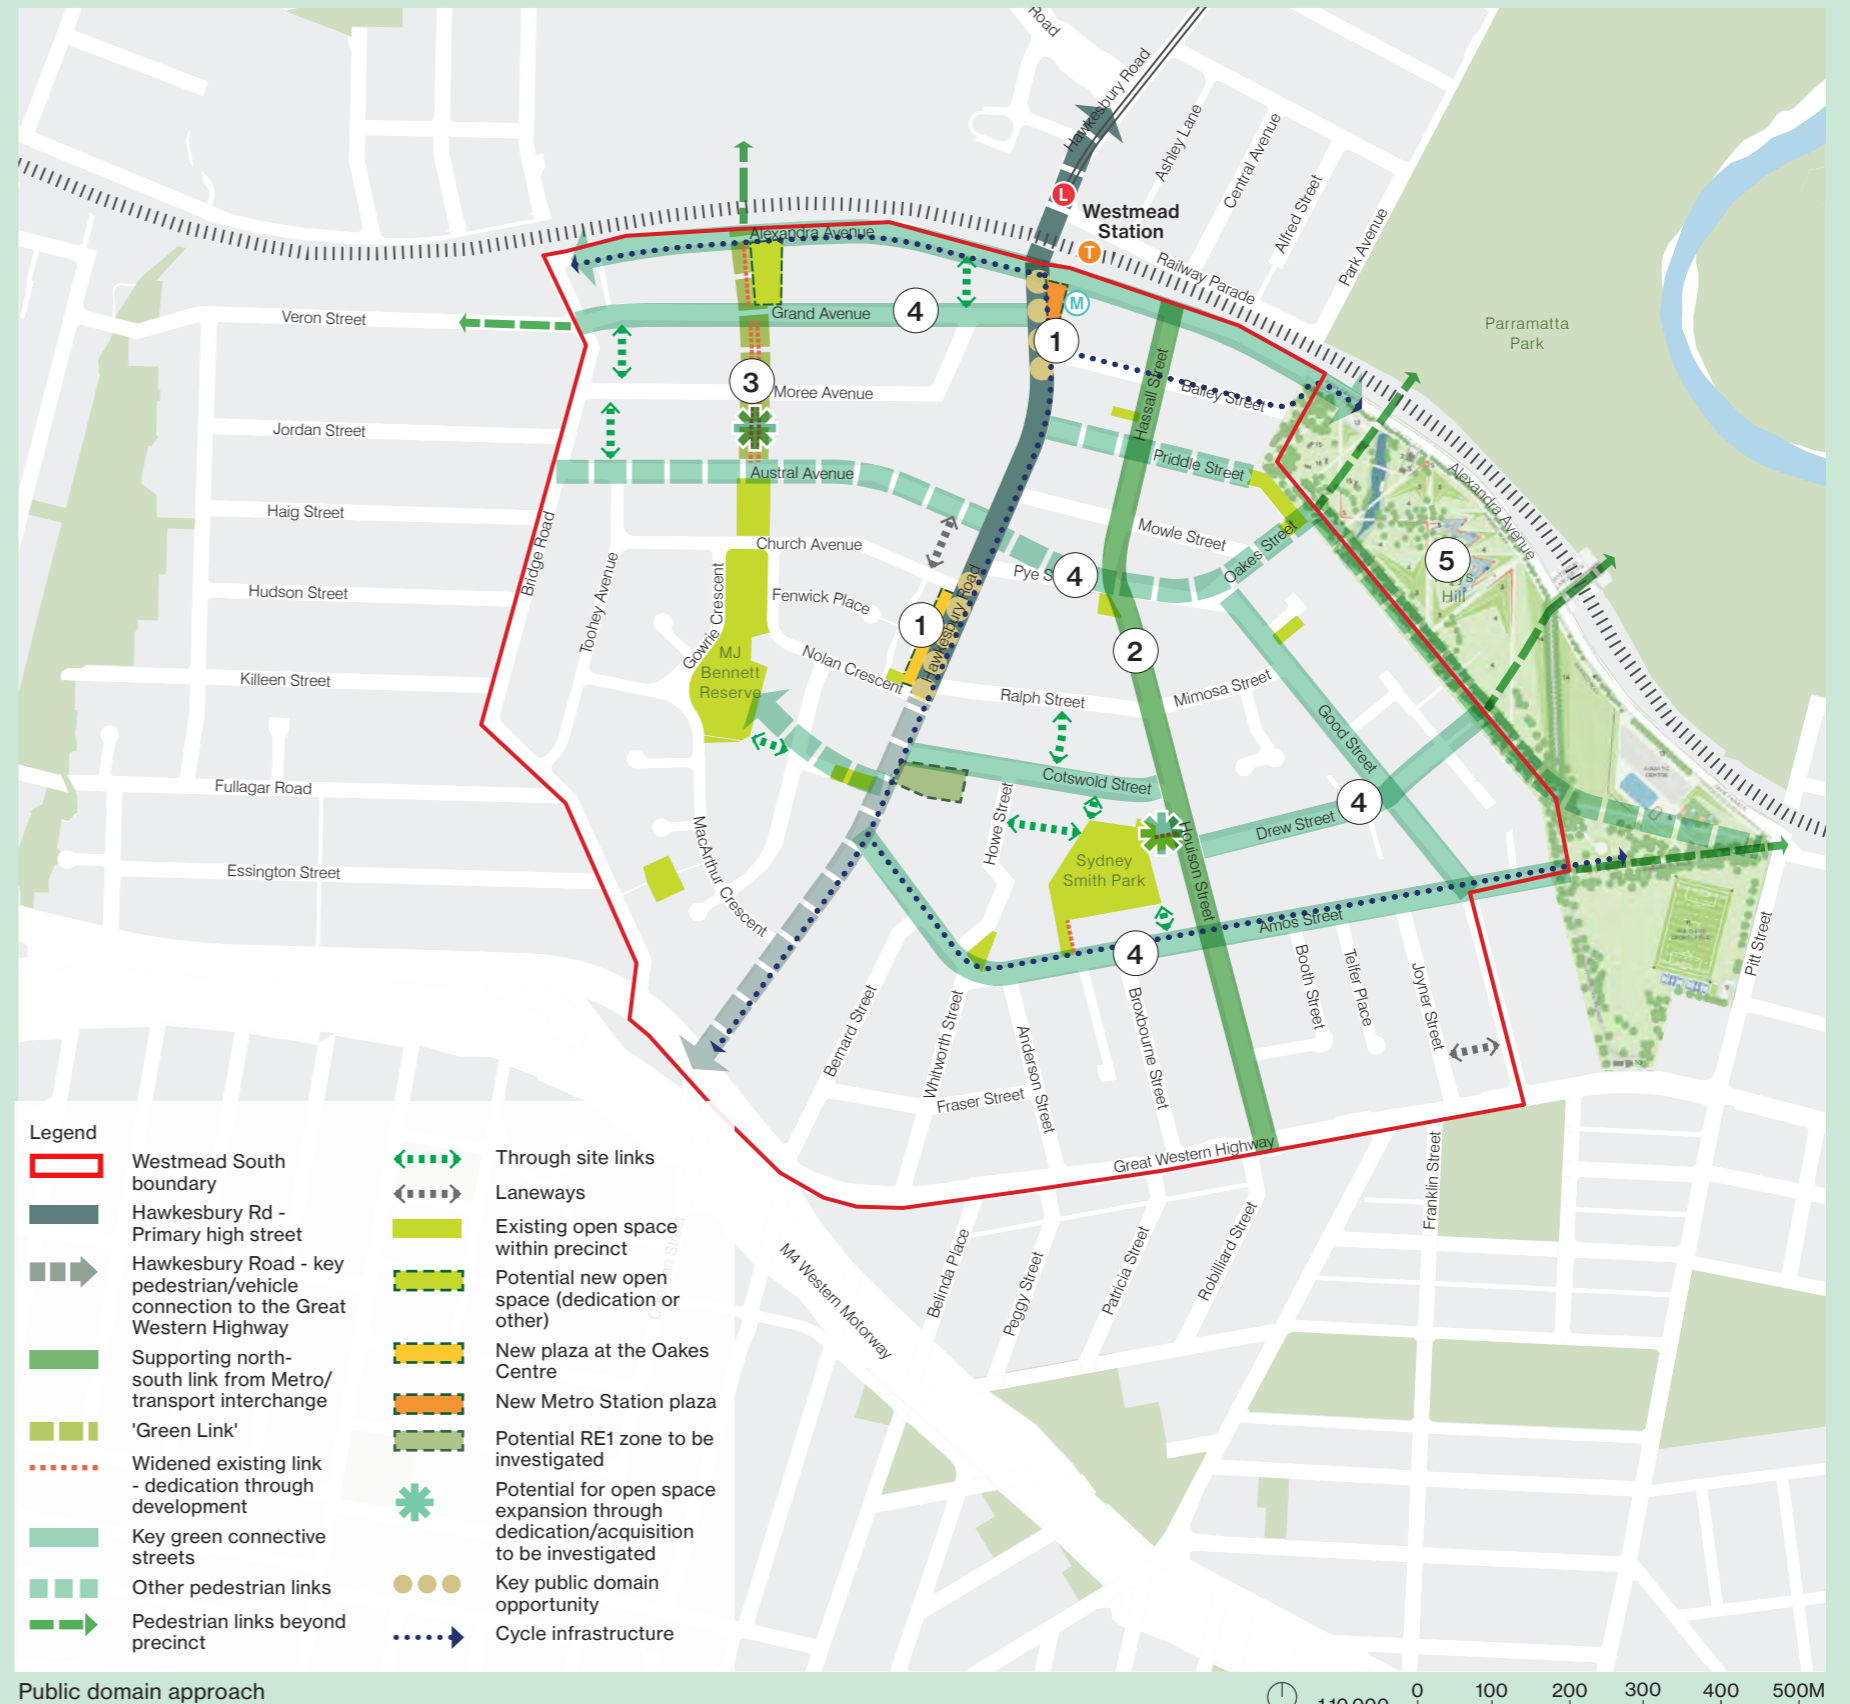 Road
Hawkesbury Road
Ashley Lane
Central Avenue
Alfred Street
Park Avenue
L
Westmead
Station
T
Railway Parade
M
Parramatta
Park
Alexandra Avenue
Veron Street
Grand Avenue
4
1
3
Moree Avenue
Hassall Street
Bailey Street
Jordan Street
Austral Avenue
Priddle Street
Alexandra Avenue
Haig Street
Bridge Road
Church Avenue
Mowle Street
Oakes Street
5
Hill
Pye S
4
Hudson Street
Toohey Avenue
Gowrie Crescent
Fenwick Place
1
Hawkesbury Road
2
MJ
Bennett
Reserve
Nolan Crescent
Killeen Street
Ralph Street
Mimosa Street
Good Street
Fullagar Road
Cotswold Street
4
Howe Street
Drew Street
Houison Street
MacArthur Crescent
Sydney
Smith Park
Essington Street
Amos Street
4
Pitt Street
Booth Street
Telfer Place
Joyner Street
Bernard Street
Whitworth Street
Anderson Street
Broxbourne Street
Fraser Street
Great Western Highway
Franklin Street
M4 Western Motorway
Belinda Place
Peggy Street
Patricia Street
Robilliard Street
Legend
Westmead South
boundary
Hawkesbury Rd -
Primary high street
Hawkesbury Road - key
pedestrian/vehicle
connection to the Great
Western Highway
Supporting north-
south link from Metro/
transport interchange
'Green Link'
Widened existing link
- dedication through
development
Key green connective
streets
Other pedestrian links
Pedestrian links beyond
precinct
Through site links
Laneways
Existing open space
within precinct
Potential new open
space (dedication or
other)
New plaza at the Oakes
Centre
New Metro Station plaza
Potential RE1 zone to be
investigated
Potential for open space
expansion through
dedication/acquisition
to be investigated
Key public domain
opportunity
Cycle infrastructure
Public domain approach
0 100 200 300 400 500M